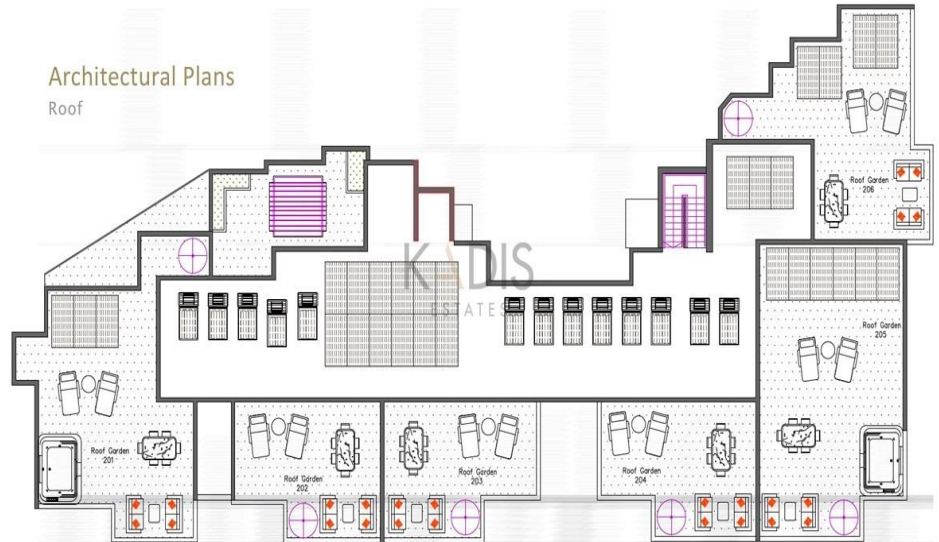 Architectural Plans
Roof
Roof Garden
206
KADIS
ESTATES
Roof Garden
205
Roof Garden
201
Roof Garden
202
Roof Garden
203
Roof Garden
204